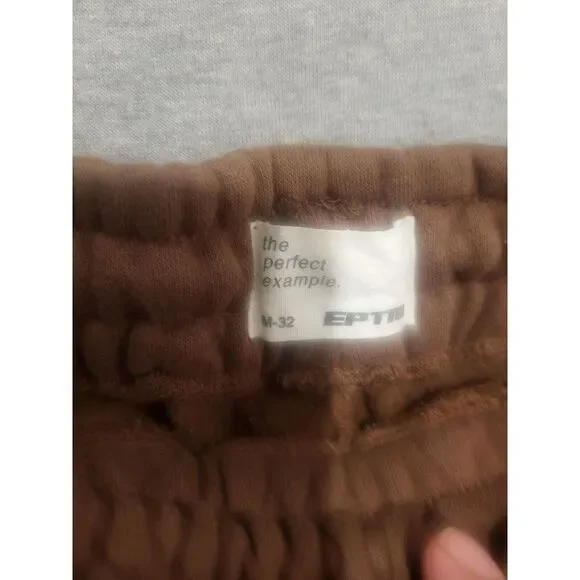 the
perfect
example.
M-32 EPTM